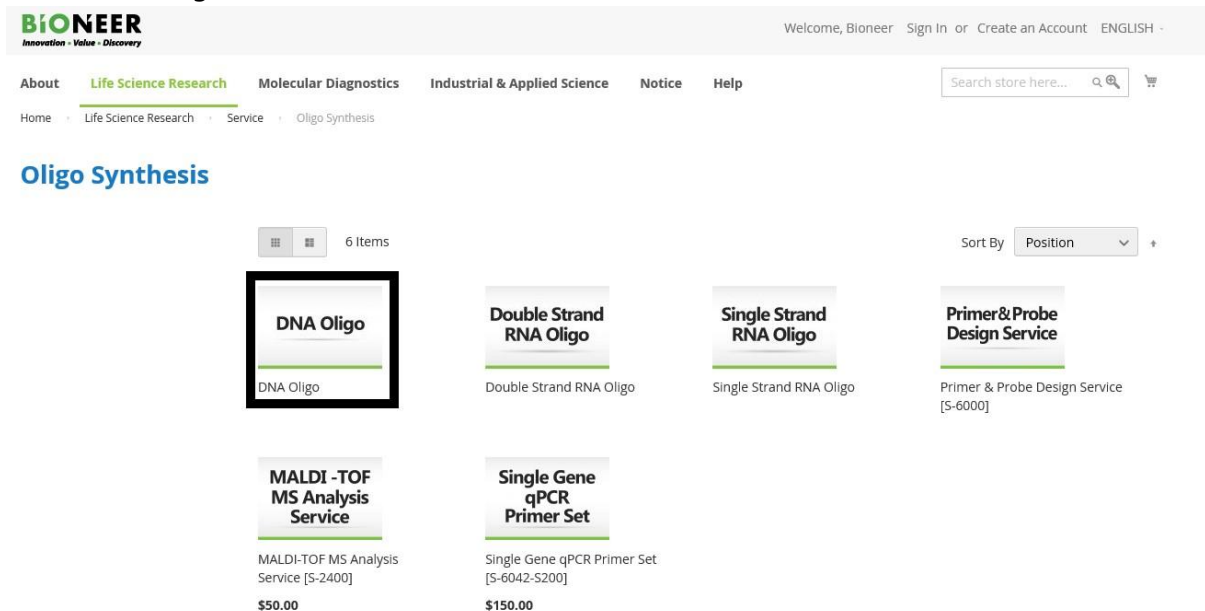 BiONEER
Innovation • Value • Discovery
Welcome, Bioneer Sign In or Create an Account ENGLISH
About Life Science Research Molecular Diagnostics Industrial & Applied Science Notice Help
Search store here...
Home Life Science Research Service Oligo Synthesis
Oligo Synthesis
6 Items
Sort By Position
DNA Oligo
Double Strand
RNA Oligo
Single Strand
RNA Oligo
Primer&Probe
Design Service
DNA Oligo
Double Strand RNA Oligo
Single Strand RNA Oligo
Primer & Probe Design Service
[S-6000]
MALDI -TOF
MS Analysis
Service
Single Gene
qPCR
Primer Set
MALDI-TOF MS Analysis
Service [S-2400]
Single Gene qPCR Primer Set
[S-6042-S200]
$50.00
$150.00